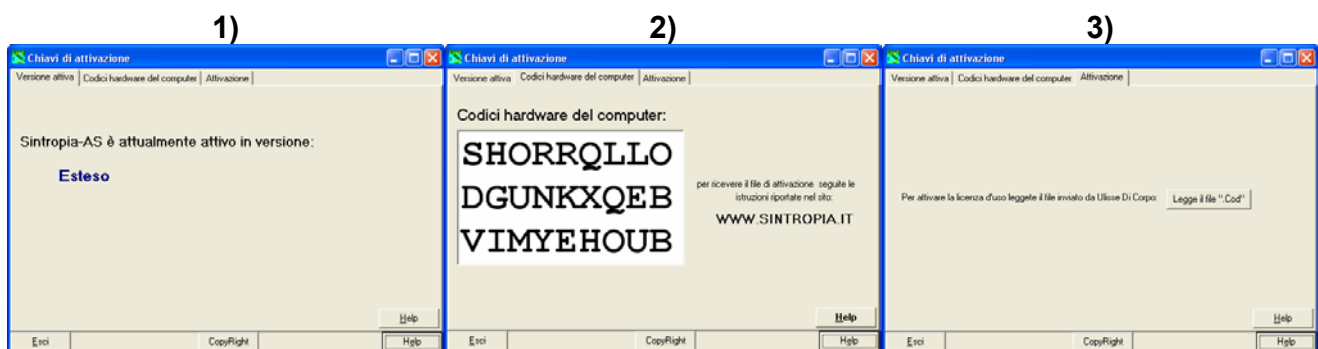 1)
Chiavi di attivazione
Versione attiva Codici hardware del computer Attivazione
Sintropia-AS è attualmente attivo in versione:
Esteso
Help
Esci CopyRight Help
2)
Chiavi di attivazione
Versione attiva Codici hardware del computer Attivazione
Codici hardware del computer:
SHORRQLLO
DGUNKXQEB
VIMYEHOUB
per ricevere il file di attivazione seguite le
istruzioni riportate nel sito:
WWW.SINTROPIA.IT
Help
Esci CopyRight Help
3)
Chiavi di attivazione
Versione attiva Codici hardware del computer Attivazione
Per attivare la licenza d'uso leggete il file inviato da Ulisse Di Corpo: Legge il file ".Cod"
Help
Esci CopyRight Help